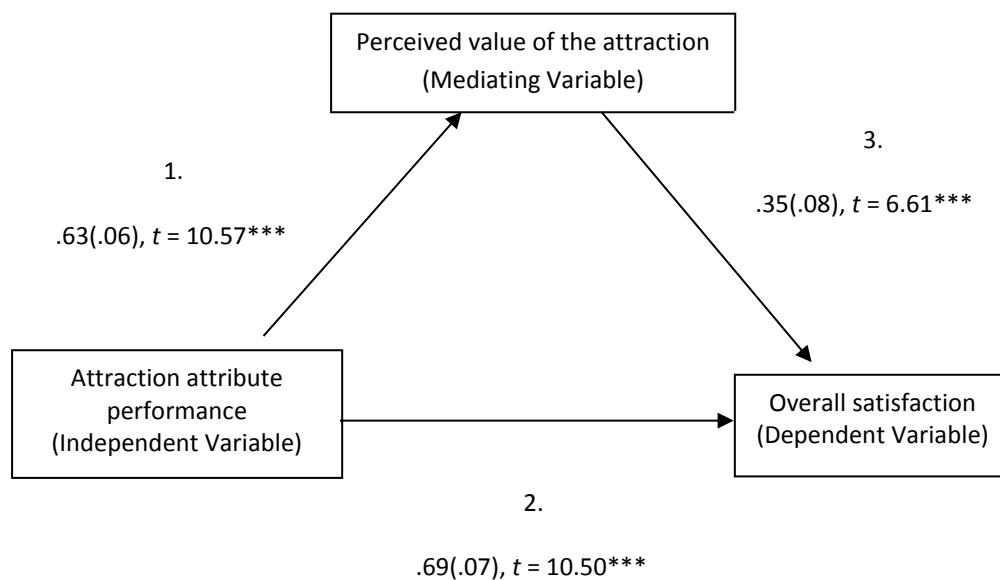 Perceived value of the attraction
(Mediating Variable)
3.
1.
.35(.08), t = 6.61***
.63(.06), t = 10.57***
Attraction attribute
performance
(Independent Variable)
Overall satisfaction
(Dependent Variable)
2.
.69(.07), t = 10.50***